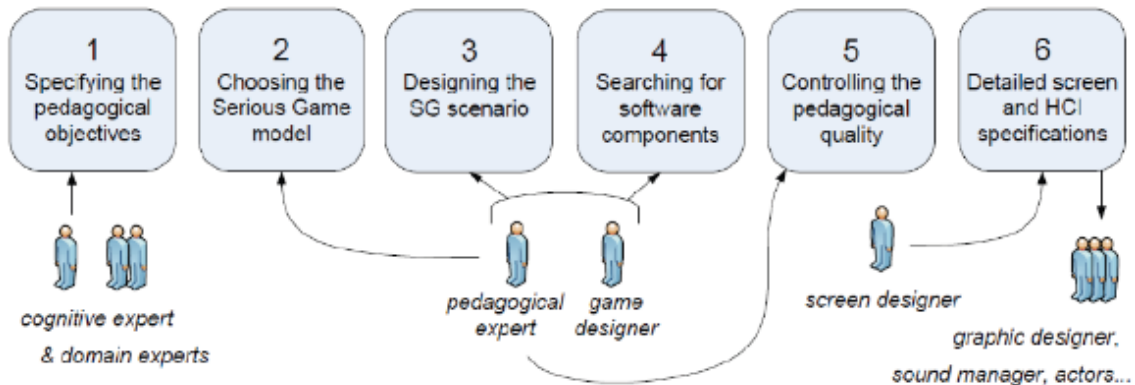 1
Specifying the
pedagogical
objectives
2
Choosing the
Serious Game
model
3
Designing the
SG scenario
4
Searching for
software
components
5
Controlling the
pedagogical
quality
6
Detailed screen
and HCI
specifications
cognitive expert
& domain experts
pedagogical
expert
game
designer
screen designer
graphic designer,
sound manager, actors...